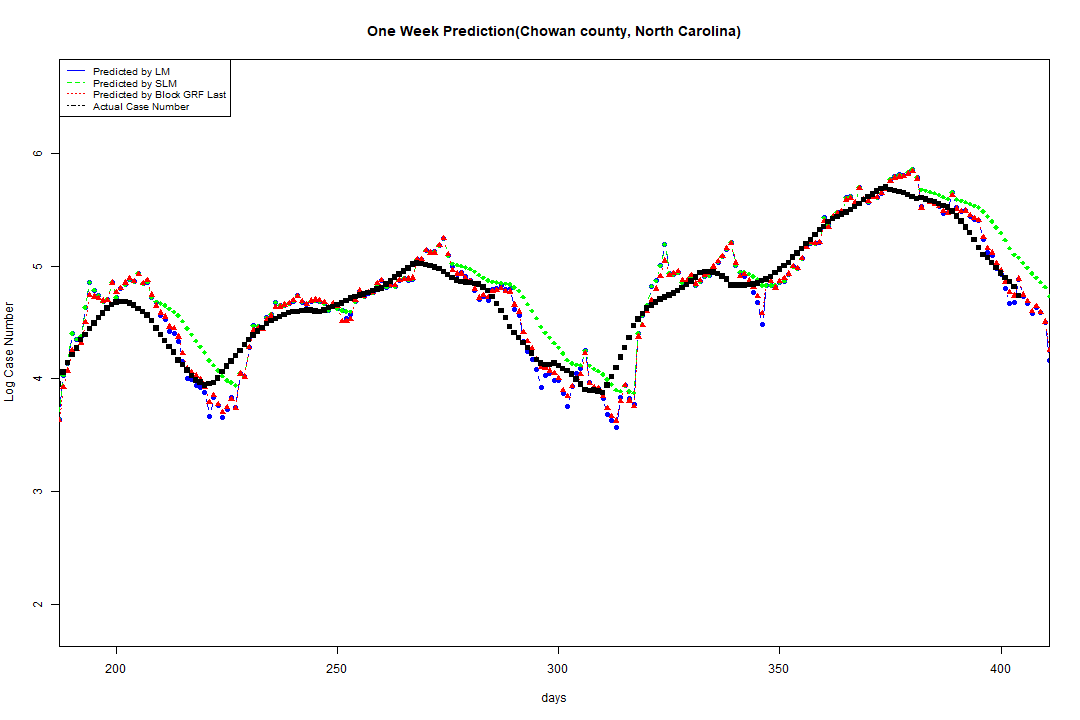 One Week Prediction(Chowan county, North Carolina)
Predicted by LM
Predicted by SLM
Predicted by Block GRF Last
Actual Case Number
6
5
4
3
2
Log Case Number
200 250 300 350 400
days